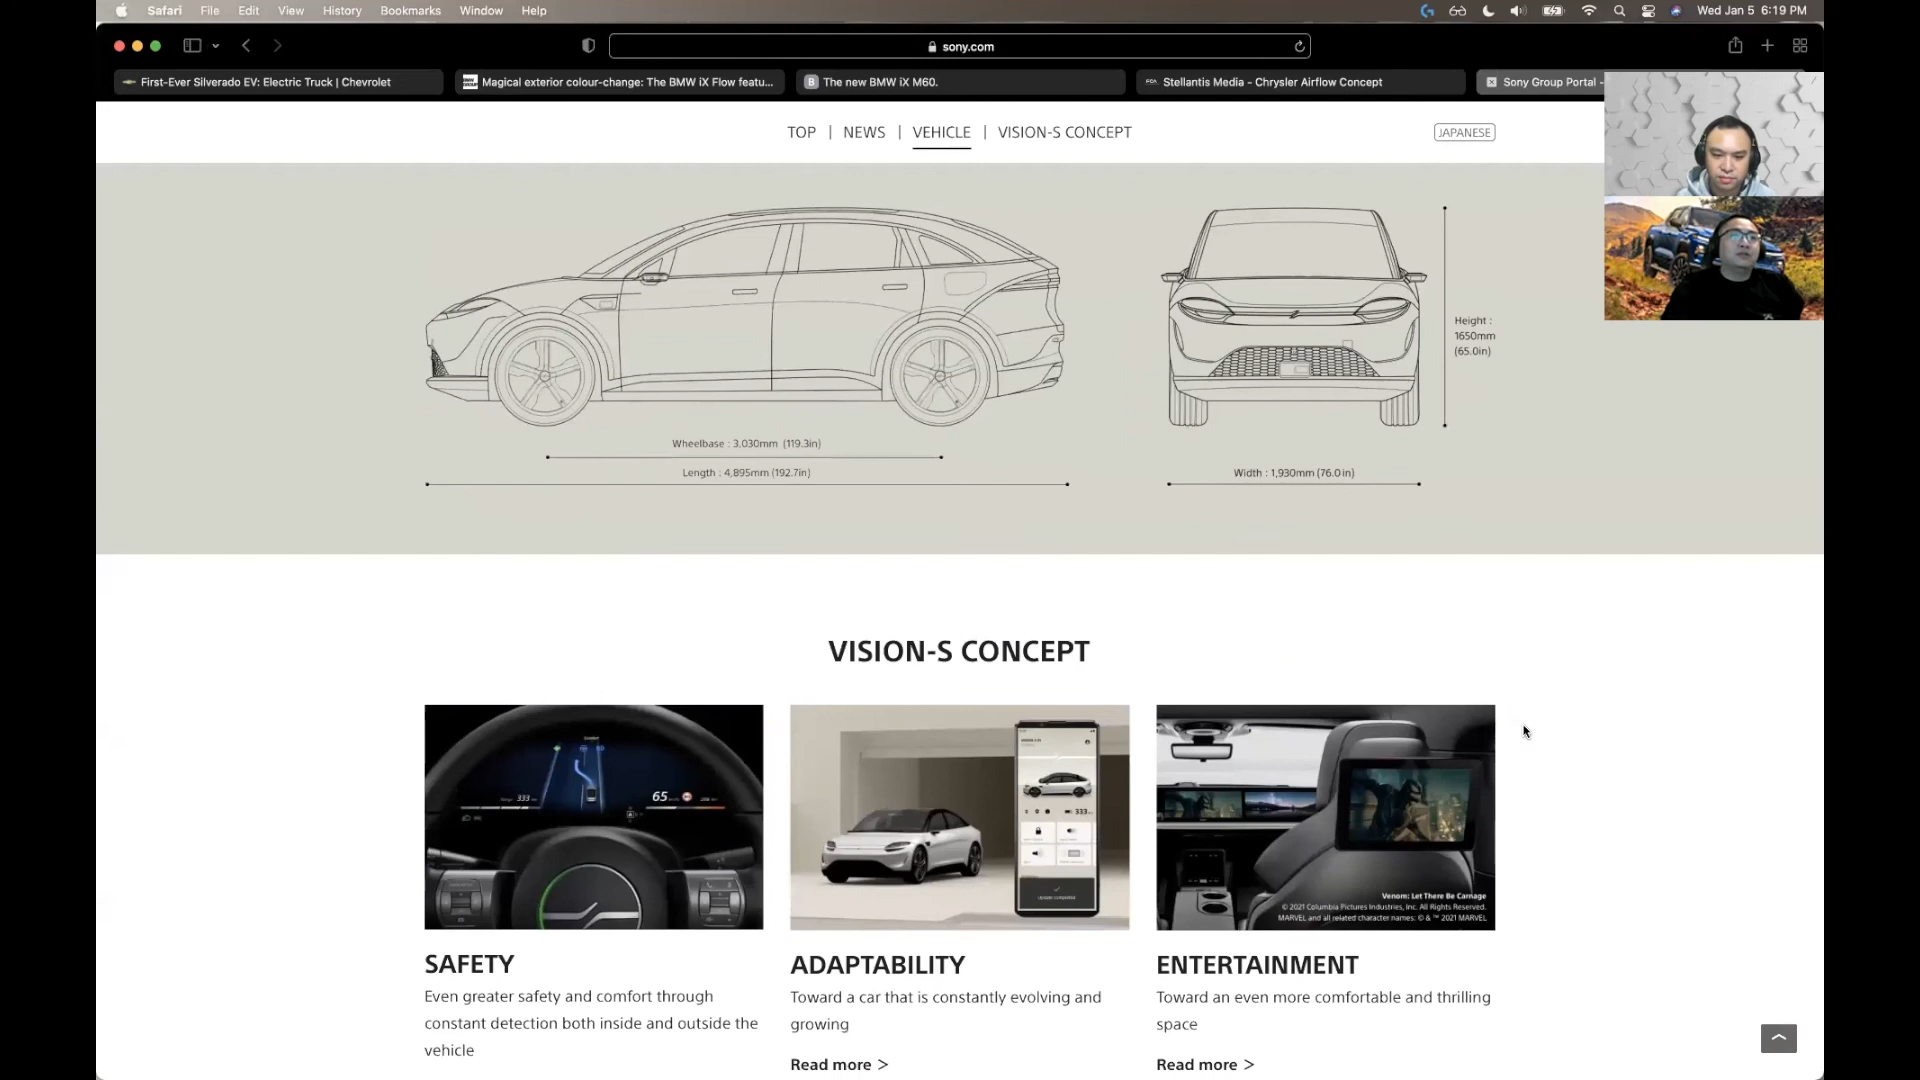 Safari File Edit View History Bookmarks Window Help
Wed Jan 5 6:19 PM
sony.com
First-Ever Silverado EV: Electric Truck | Chevrolet
Magical exterior colour-change: The BMW iX Flow featu...
The new BMW iX M60.
Stellantis Media - Chrysler Airflow Concept
Sony Group Portal -
TOP | NEWS | VEHICLE | VISION-S CONCEPT
JAPANESE
Height :
1650mm
(65.0in)
Wheelbase : 3,030mm (119.3in)
Length : 4,895mm (192.7in)
Width : 1,930mm (76.0in)
VISION-S CONCEPT
333
65
333
Venom: Let There Be Carnage
© 2021 Columbia Pictures Industries, Inc. All Rights Reserved.
MARVEL and all related character names: © & ™ 2021 MARVEL
SAFETY
Even greater safety and comfort through
constant detection both inside and outside the
vehicle
ADAPTABILITY
Toward a car that is constantly evolving and
growing
Read more >
ENTERTAINMENT
Toward an even more comfortable and thrilling
space
Read more >